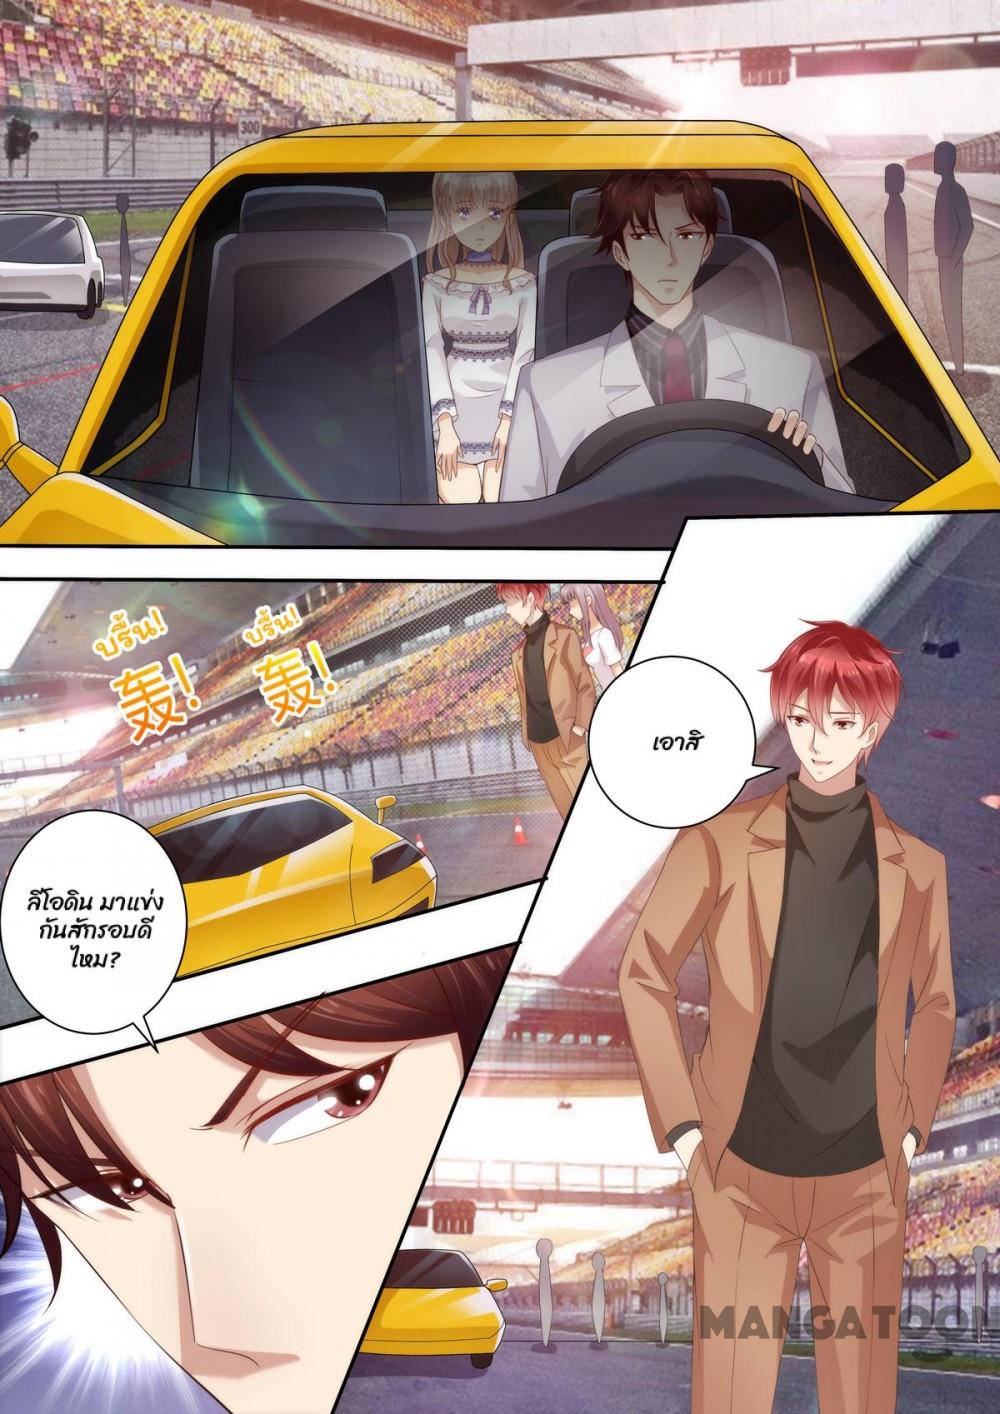 300
บรื้น!
轰!
บรื้น!
轰!
เอาสิ
ลีโอดิน มาแข่ง
กันสักรอบดี
ไหม?
MANGATOON